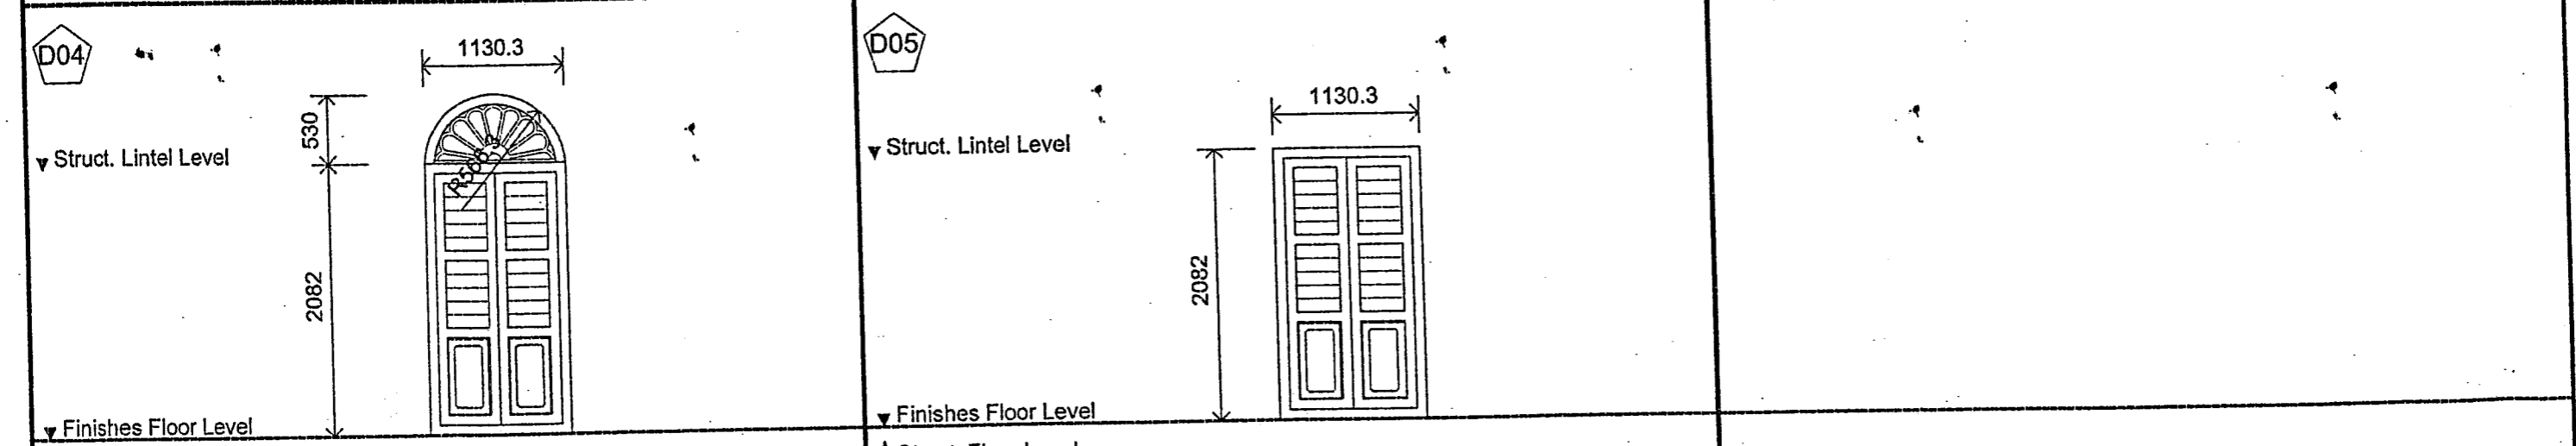 D04
1130.3
530
Struct. Lintel Level
2082
Finishes Floor Level
D05
1130.3
Struct. Lintel Level
2082
Finishes Floor Level